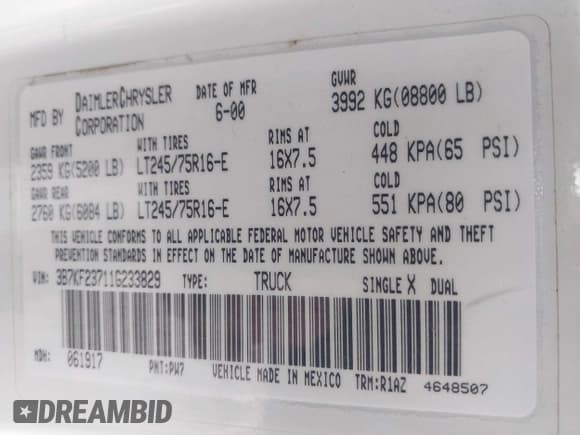 MFD BY DAIMLERCHRYSLER CORPORATION
DATE OF MFR 6-00
GVWR 3992 KG(08800 LB)
GAWR FRONT WITH TIRES RIMS AT COLD
2359 KG(5200 LB) LT245/75R16-E 16X7.5 448 KPA(65 PSI)
GAWR REAR WITH TIRES RIMS AT COLD
2760 KG(6084 LB) LT245/75R16-E 16X7.5 551 KPA(80 PSI)
THIS VEHICLE CONFORMS TO ALL APPLICABLE FEDERAL MOTOR VEHICLE SAFETY AND THEFT
PREVENTION STANDARDS IN EFFECT ON THE DATE OF MANUFACTURE SHOWN ABOVE.
VIN: 3B7KF23711G233829 TYPE: TRUCK SINGLE X DUAL
MDH: 061917 PNT:PW7 VEHICLE MADE IN MEXICO TRM:R1AZ 4648507
DREAMBID